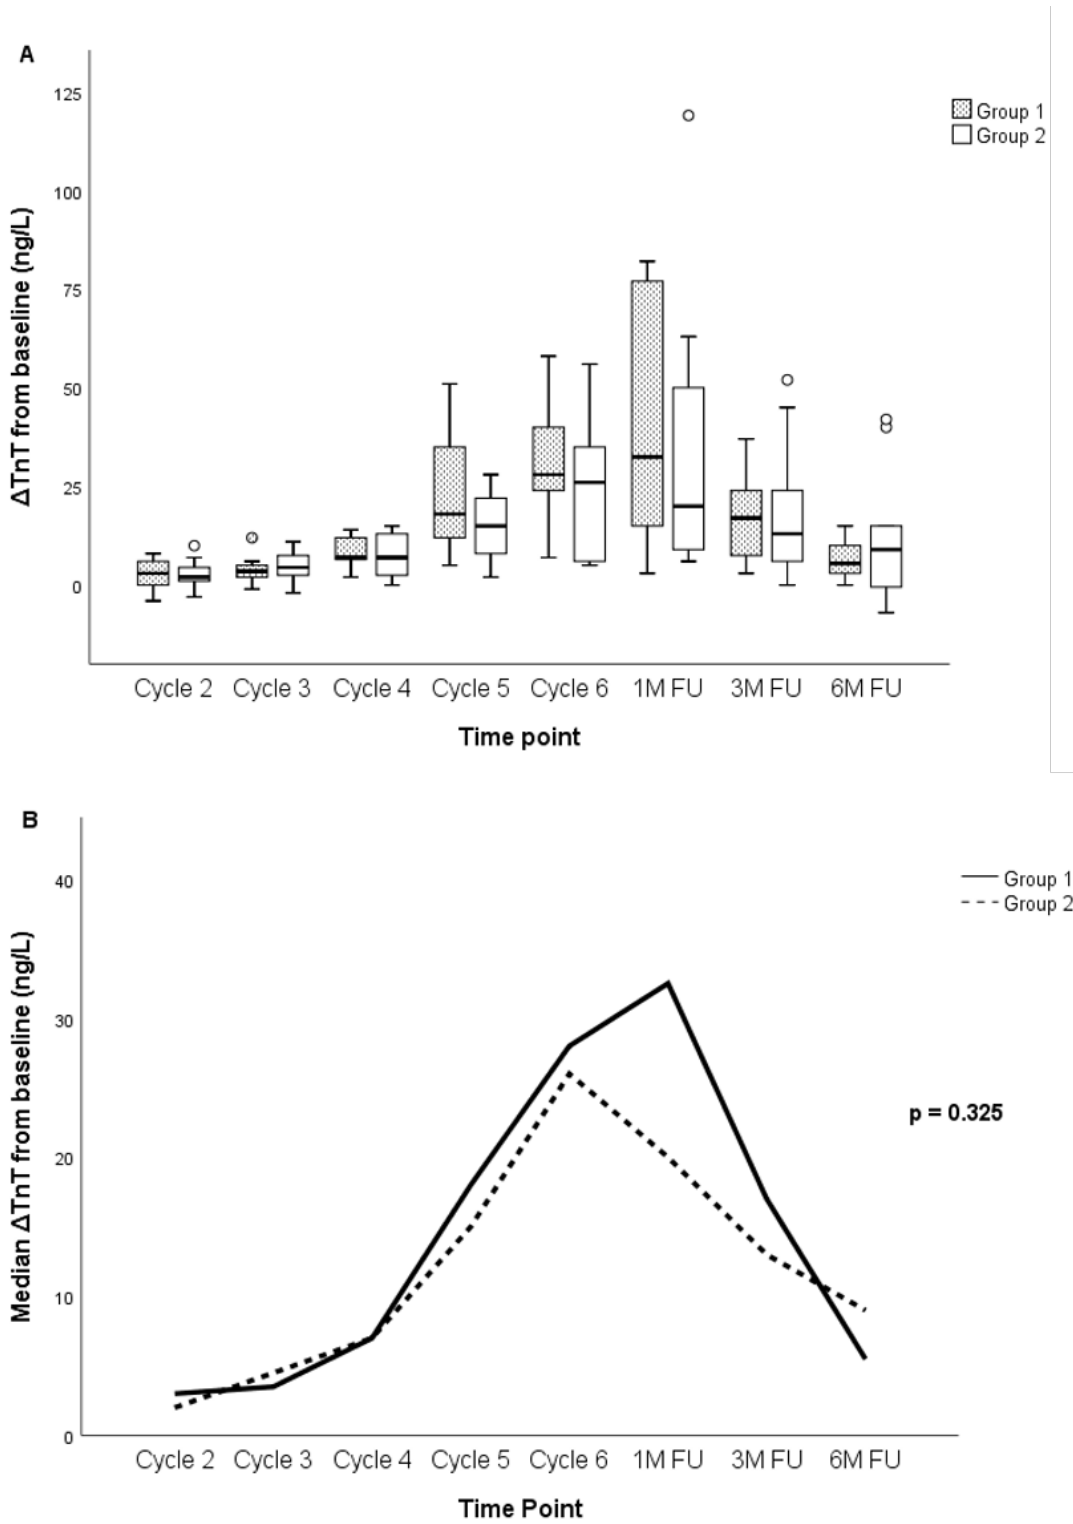 A
125
100
75
50
25
0
ΔTnT from baseline (ng/L)
Group 1
Group 2
Cycle 2 Cycle 3 Cycle 4 Cycle 5 Cycle 6 1M FU 3M FU 6M FU
Time point
B
40
30
20
10
0
Median ΔTnT from baseline (ng/L)
Group 1
Group 2
p = 0.325
Cycle 2 Cycle 3 Cycle 4 Cycle 5 Cycle 6 1M FU 3M FU 6M FU
Time Point